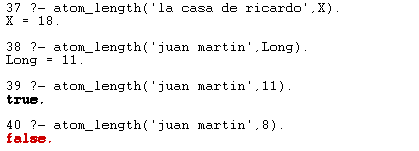 37 ?- atom_length('la casa de ricardo',X).
X = 18.
38 ?- atom_length('juan martin',Long).
Long = 11.
39 ?- atom_length('juan martin',11).
true.
40 ?- atom_length('juan martin',8).
false.